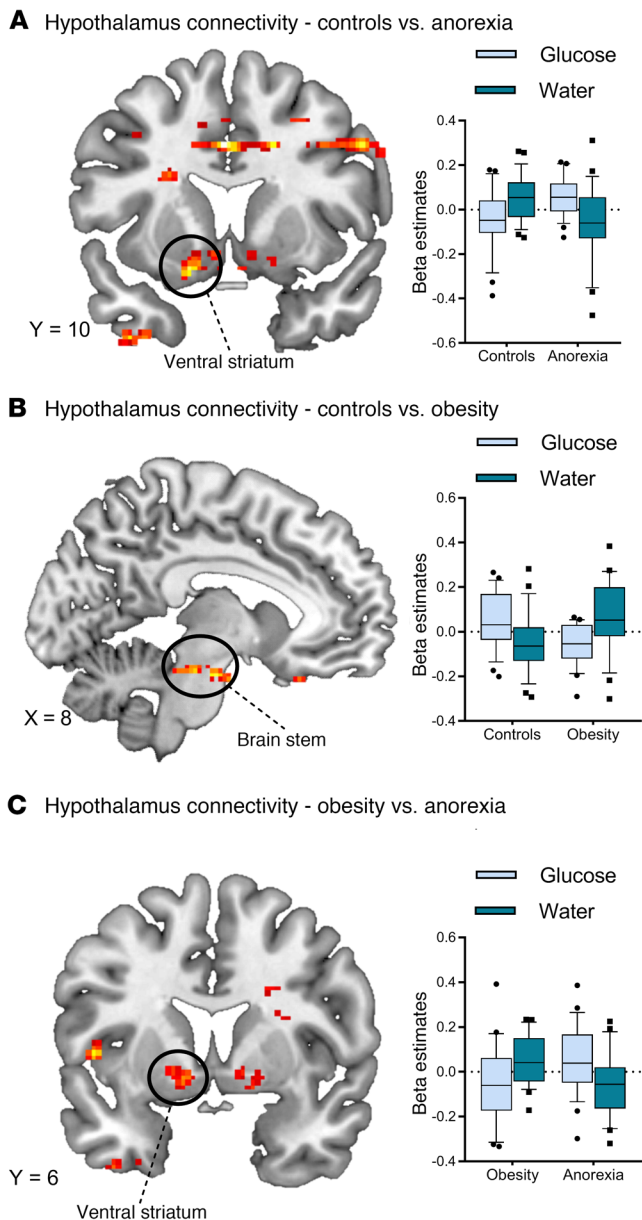 A Hypothalamus connectivity - controls vs. anorexia
Glucose
Water
Beta estimates
0.4
0.2
0.0
-0.2
-0.4
-0.6
Controls Anorexia
Y = 10
Ventral striatum
B Hypothalamus connectivity - controls vs. obesity
Glucose
Water
Beta estimates
0.6
0.4
0.2
0.0
-0.2
-0.4
Controls Obesity
X = 8
Brain stem
C Hypothalamus connectivity - obesity vs. anorexia
Glucose
Water
Beta estimates
0.6
0.4
0.2
0.0
-0.2
-0.4
Obesity Anorexia
Y = 6
Ventral striatum